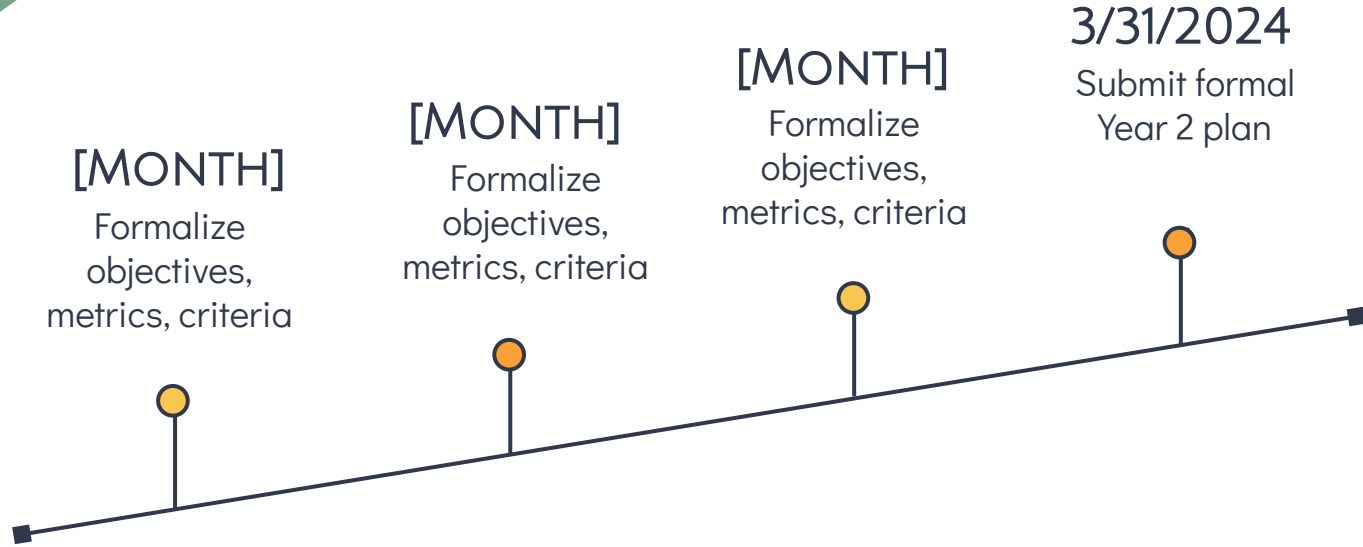 [MONTH]
Formalize
objectives,
metrics, criteria
[MONTH]
Formalize
objectives,
metrics, criteria
[MONTH]
Formalize
objectives,
metrics, criteria
3/31/2024
Submit formal
Year 2 plan